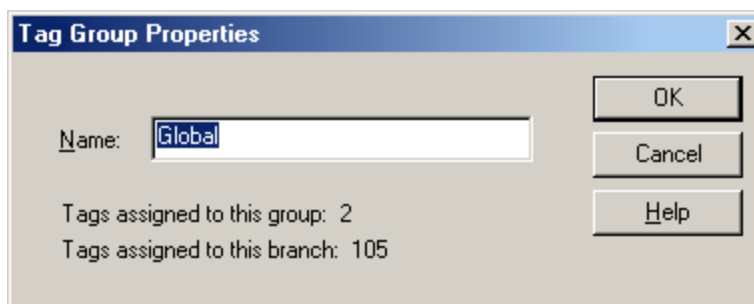 Tag Group Properties
OK
Name: Global
Cancel
Help
Tags assigned to this group: 2
Tags assigned to this branch: 105